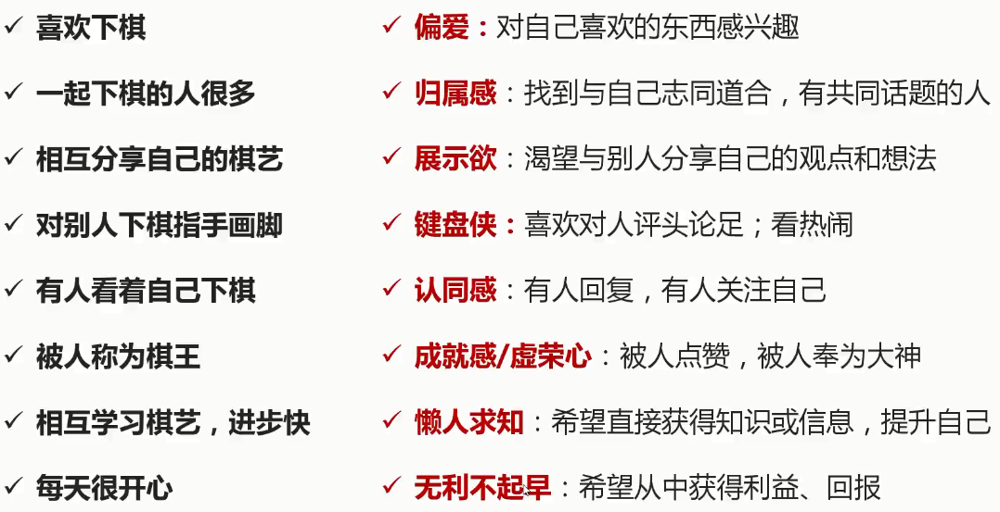 喜欢下棋
偏爱：对自己喜欢的东西感兴趣
一起下棋的人很多
归属感：找到与自己志同道合，有共同话题的人
相互分享自己的棋艺
展示欲：渴望与别人分享自己的观点和想法
对别人下棋指手画脚
键盘侠：喜欢对人评头论足；看热闹
有人看着自己下棋
认同感：有人回复，有人关注自己
被人称为棋王
成就感/虚荣心：被人点赞，被人奉为大神
相互学习棋艺，进步快
懒人求知：希望直接获得知识或信息，提升自己
每天很开心
无利不起早：希望从中获得利益、回报